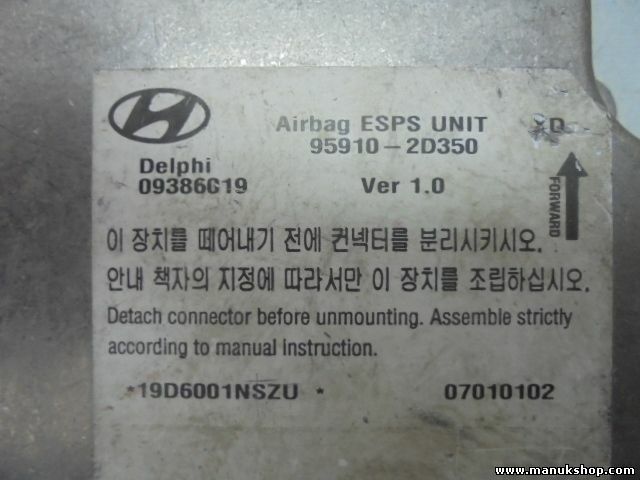 Airbag ESPS UNIT XD
95910-2D350
Delphi
09386619 Ver 1.0
FORWARD
이 장치를 떼어내기 전에 컨넥터를 분리시키시오.
안내 책자의 지정에 따라서만 이 장치를 조립하십시오.
Detach connector before unmounting. Assemble strictly
according to manual instruction.
*19D6001NSZU * 07010102
www.manukshop.com